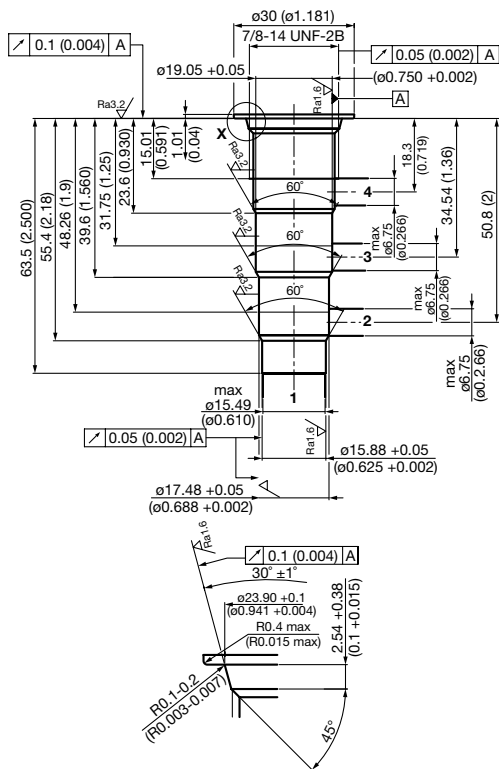 ø30 (ø1.181)
7/8-14 UNF-2B
0.1 (0.004) A
0.05 (0.002) A
ø19.05 +0.05
(ø0.750 +0.002)
Ra3.2
Ra1.6
A
X
63.5 (2.500)
55.4 (2.18)
48.26 (1.9)
39.6 (1.560)
31.75 (1.25)
23.6 (0.930)
15.01
(0.591)
1.01
(0.04)
Ra3.2
60°
4
18.3
(0.719)
34.54 (1.36)
50.8 (2)
max
ø6.75
(ø0.266)
Ra3.2
60°
3
max
ø6.75
(ø0.266)
Ra3.2
60°
2
max
ø6.75
(ø0.2.66)
1
max
ø15.49
(ø0.610)
0.05 (0.002) A
Ra1.6
ø15.88 +0.05
(ø0.625 +0.002)
ø17.48 +0.05
(ø0.688 +0.002)
Ra1.6
0.1 (0.004) A
30° ±1°
ø23.90 +0.1
(ø0.941 +0.004)
R0.4 max
(R0.015 max)
2.54 +0.38
(0.1 +0.015)
R0.1-0.2
(R0.003-0.007)
45°